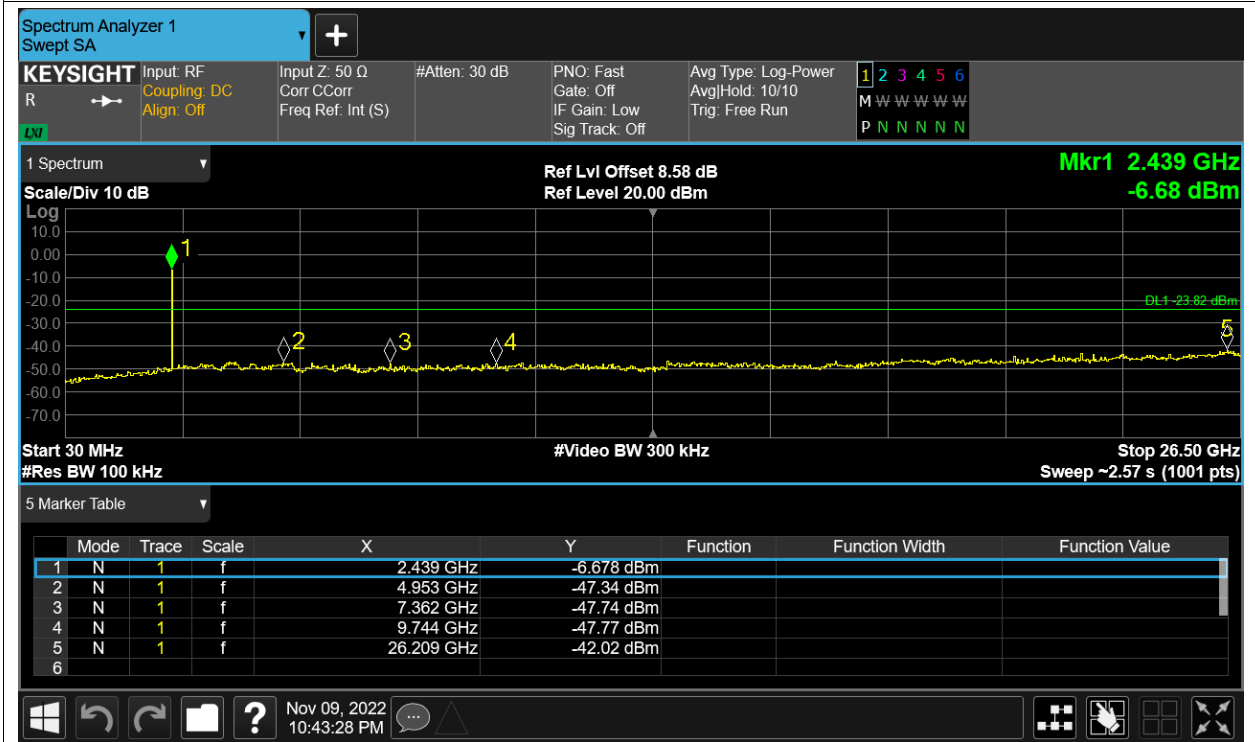 Spectrum Analyzer 1
Swept SA
KEYSIGHT
R
LXI
Input: RF
Coupling: DC
Align: Off
Input Z: 50 Ω
Corr CCorr
Freq Ref: Int (S)
#Atten: 30 dB
PNO: Fast
Gate: Off
IF Gain: Low
Sig Track: Off
Avg Type: Log-Power
Avg|Hold: 10/10
Trig: Free Run
1 2 3 4 5 6
M W W W W W
P N N N N N
1 Spectrum
Scale/Div 10 dB
Ref Lvl Offset 8.58 dB
Ref Level 20.00 dBm
Mkr1 2.439 GHz
-6.68 dBm
Log
10.0
0.00
-10.0
-20.0
-30.0
-40.0
-50.0
-60.0
-70.0
1
2
3
4
5
DL1 -23.82 dBm
Start 30 MHz
#Video BW 300 kHz
Stop 26.50 GHz
#Res BW 100 kHz
Sweep ~2.57 s (1001 pts)
5 Marker Table
Mode Trace Scale X Y Function Function Width Function Value
1 N 1 f 2.439 GHz -6.678 dBm
2 N 1 f 4.953 GHz -47.34 dBm
3 N 1 f 7.362 GHz -47.74 dBm
4 N 1 f 9.744 GHz -47.77 dBm
5 N 1 f 26.209 GHz -42.02 dBm
6
?
Nov 09, 2022
10:43:28 PM